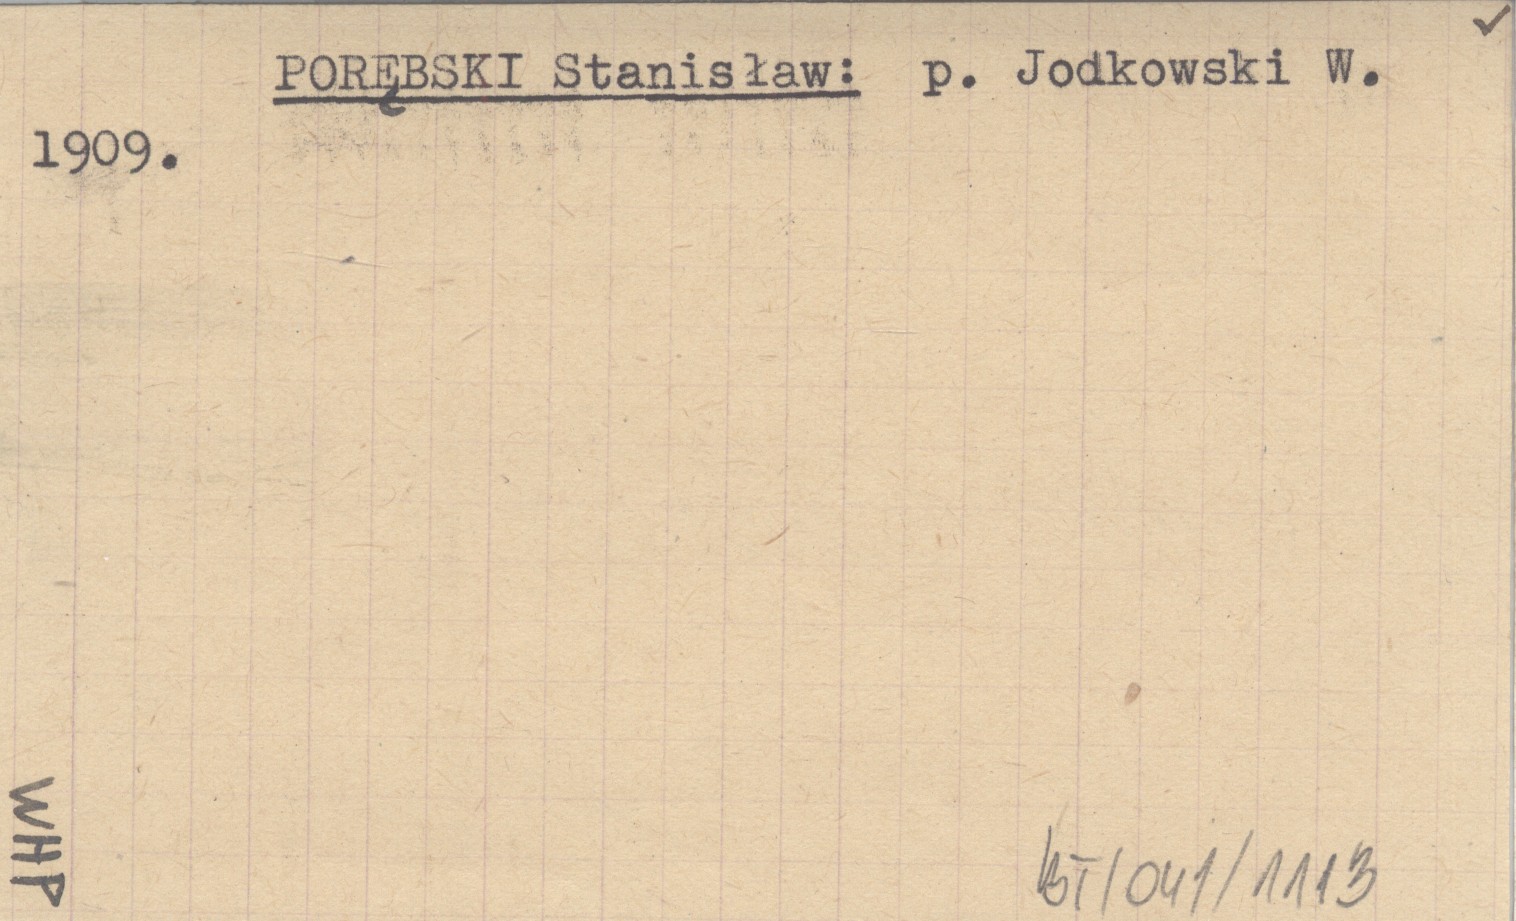 PORĘBSKI Stanisław: p. Jodkowski W.
1909.
WHP
BT/041/1113